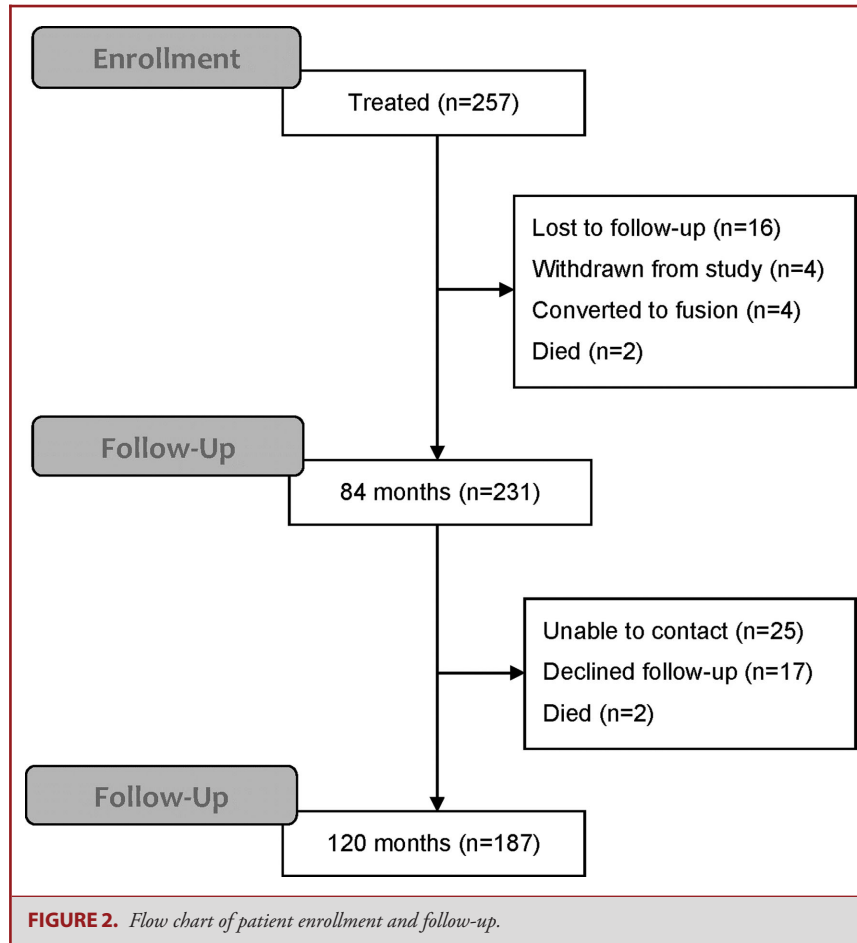 Enrollment
Treated (n=257)
Lost to follow-up (n=16)
Withdrawn from study (n=4)
Converted to fusion (n=4)
Died (n=2)
Follow-Up
84 months (n=231)
Unable to contact (n=25)
Declined follow-up (n=17)
Died (n=2)
Follow-Up
120 months (n=187)
FIGURE 2. Flow chart of patient enrollment and follow-up.